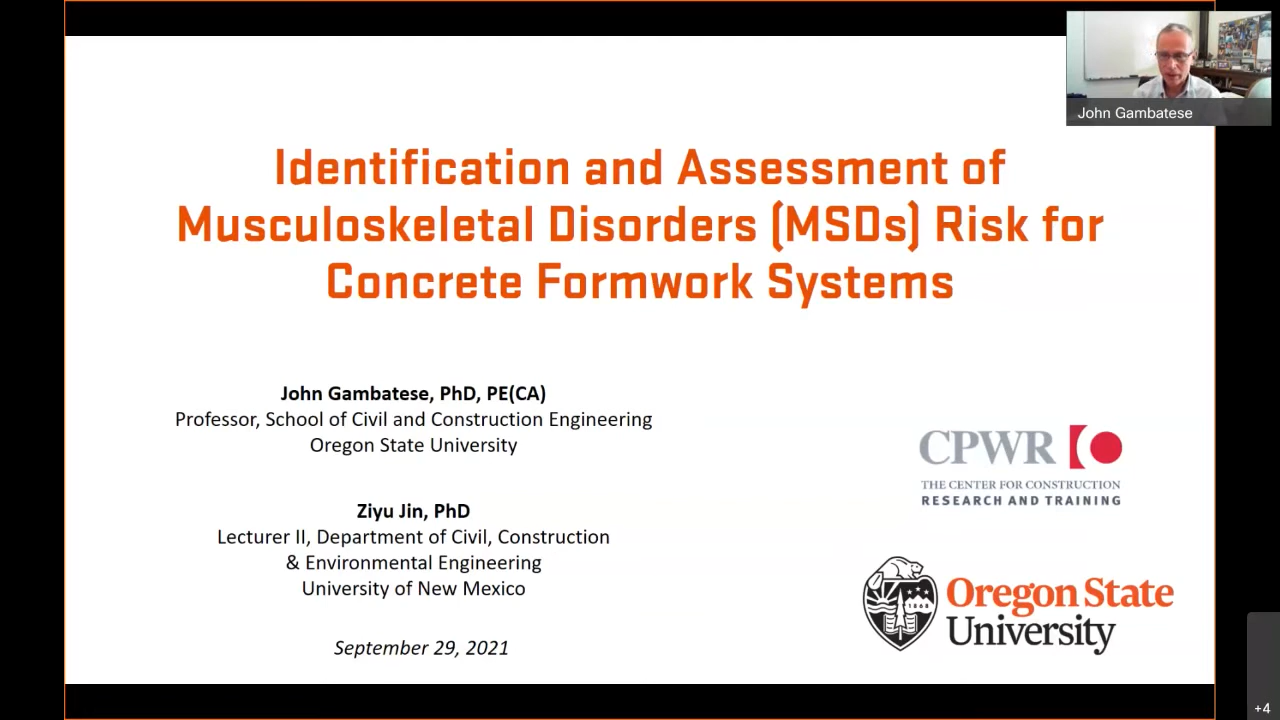 John Gambatese
Identification and Assessment of
Musculoskeletal Disorders (MSDs) Risk for
Concrete Formwork Systems
John Gambatese, PhD, PE(CA)
Professor, School of Civil and Construction Engineering
Oregon State University
Ziyu Jin, PhD
Lecturer II, Department of Civil, Construction
& Environmental Engineering
University of New Mexico
September 29, 2021
CPWR
THE CENTER FOR CONSTRUCTION
RESEARCH AND TRAINING
1868
Oregon State
University
+4